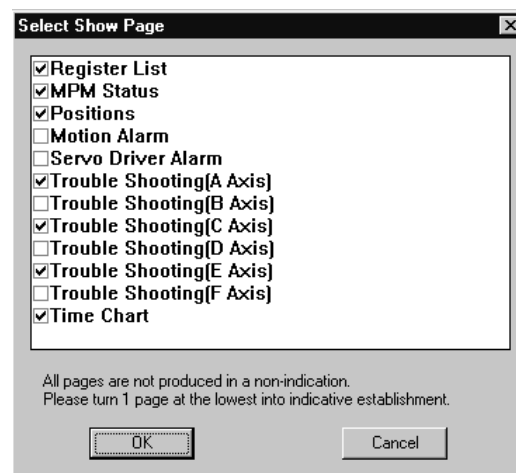 Select Show Page
Register List
MPM Status
Positions
Motion Alarm
Servo Driver Alarm
Trouble Shooting(A Axis)
Trouble Shooting(B Axis)
Trouble Shooting(C Axis)
Trouble Shooting(D Axis)
Trouble Shooting(E Axis)
Trouble Shooting(F Axis)
Time Chart
All pages are not produced in a non-indication.
Please turn 1 page at the lowest into indicative establishment.
OK Cancel